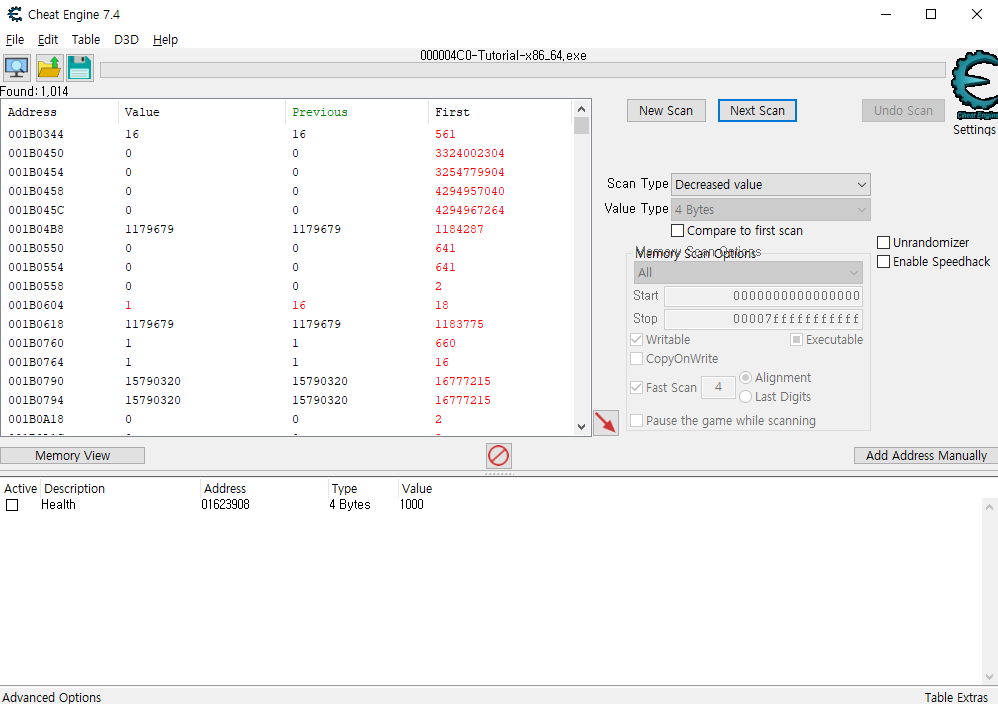 Cheat Engine 7.4
File Edit Table D3D Help
000004C0-Tutorial-x86_64.exe
Found: 1,014
Address Value Previous First
001B0344 16 16 561
001B0450 0 0 3324002304
001B0454 0 0 3254779904
001B0458 0 0 4294957040
001B045C 0 0 4294967264
001B04B8 1179679 1179679 1184287
001B0550 0 0 641
001B0554 0 0 641
001B0558 0 0 2
001B0604 1 16 18
001B0618 1179679 1179679 1183775
001B0760 1 1 660
001B0764 1 1 16
001B0790 15790320 15790320 16777215
001B0794 15790320 15790320 16777215
001B0A18 0 0 2
New Scan Next Scan Undo Scan
Cheat Engine
Settings
Scan Type Decreased value
Value Type 4 Bytes
Compare to first scan
Unrandomizer
Enable Speedhack
Memory Scan Options
All
Start 0000000000000000
Stop 00007fffffffffff
Writable Executable
CopyOnWrite
Fast Scan 4 Alignment
Last Digits
Pause the game while scanning
Memory View Add Address Manually
Active Description Address Type Value
Health 01623908 4 Bytes 1000
Advanced Options Table Extras